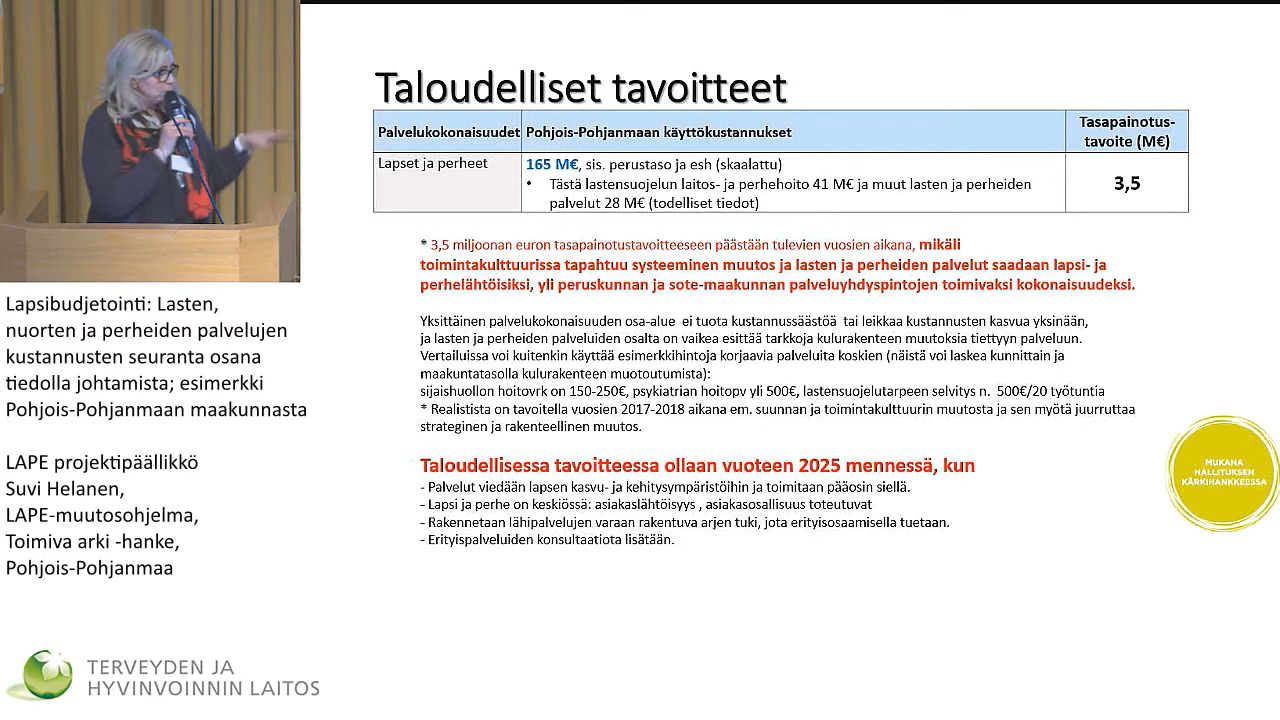 Taloudelliset tavoitteet
Palvelukokonaisuudet
Pohjois-Pohjanmaan käyttökustannukset
Tasapainotus-
tavoite (M€)
Lapset ja perheet
165 M€, sis. perustaso ja esh (skaalattu)
• Tästä lastensuojelun laitos- ja perhehoito 41 M€ ja muut lasten ja perheiden
palvelut 28 M€ (todelliset tiedot)
3,5
* 3,5 miljoonan euron tasapainotustavoitteeseen päästään tulevien vuosien aikana, mikäli
toimintakulttuurissa tapahtuu systeeminen muutos ja lasten ja perheiden palvelut saadaan lapsi- ja
perhelähtöisiksi, yli peruskunnan ja sote-maakunnan palveluyhdyspintojen toimivaksi kokonaisuudeksi.
Yksittäinen palvelukokonaisuuden osa-alue ei tuota kustannussäästöä tai leikkaa kustannusten kasvua yksinään,
ja lasten ja perheiden palveluiden osalta on vaikea esittää tarkkoja kulurakenteen muutoksia tiettyyn palveluun.
Vertailuissa voi kuitenkin käyttää esimerkkihintoja korjaavia palveluita koskien (näistä voi laskea kunnittain ja
maakuntatasolla kulurakenteen muotoutumista):
sijaishuollon hoitovrk on 150-250€, psykiatrian hoitopv yli 500€, lastensuojelutarpeen selvitys n. 500€/20 työtuntia
* Realistista on tavoitella vuosien 2017-2018 aikana em. suunnan ja toimintakulttuurin muutosta ja sen myötä juurruttaa
strateginen ja rakenteellinen muutos.
Taloudellisessa tavoitteessa ollaan vuoteen 2025 mennessä, kun
- Palvelut viedään lapsen kasvu- ja kehitysympäristöihin ja toimitaan pääosin siellä.
- Lapsi ja perhe on keskiössä: asiakaslähtöisyys , asiakasosallisuus toteutuvat
- Rakennetaan lähipalvelujen varaan rakentuva arjen tuki, jota erityisosaamisella tuetaan.
- Erityispalveluiden konsultaatiota lisätään.
MUKANA
HALLITUKSEN
KÄRKIHANKKEESSA
Lapsibudjetointi: Lasten,
nuorten ja perheiden palvelujen
kustannusten seuranta osana
tiedolla johtamista; esimerkki
Pohjois-Pohjanmaan maakunnasta
LAPE projektipäällikkö
Suvi Helanen,
LAPE-muutosohjelma,
Toimiva arki -hanke,
Pohjois-Pohjanmaa
TERVEYDEN JA
HYVINVOINNIN LAITOS